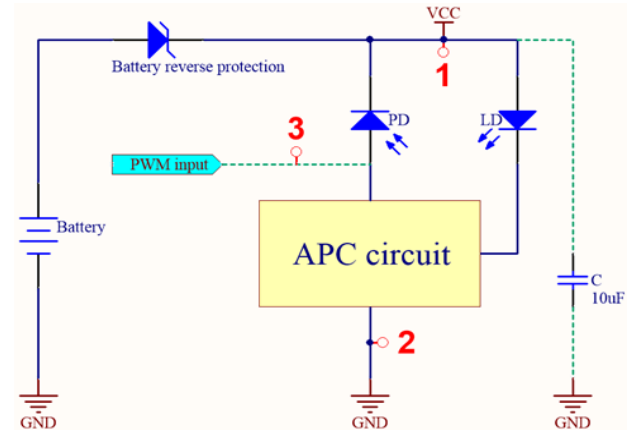 VCC
1
Battery reverse protection
PD
LD
3
PWM input
Battery
APC circuit
C
10uF
2
GND
GND
GND